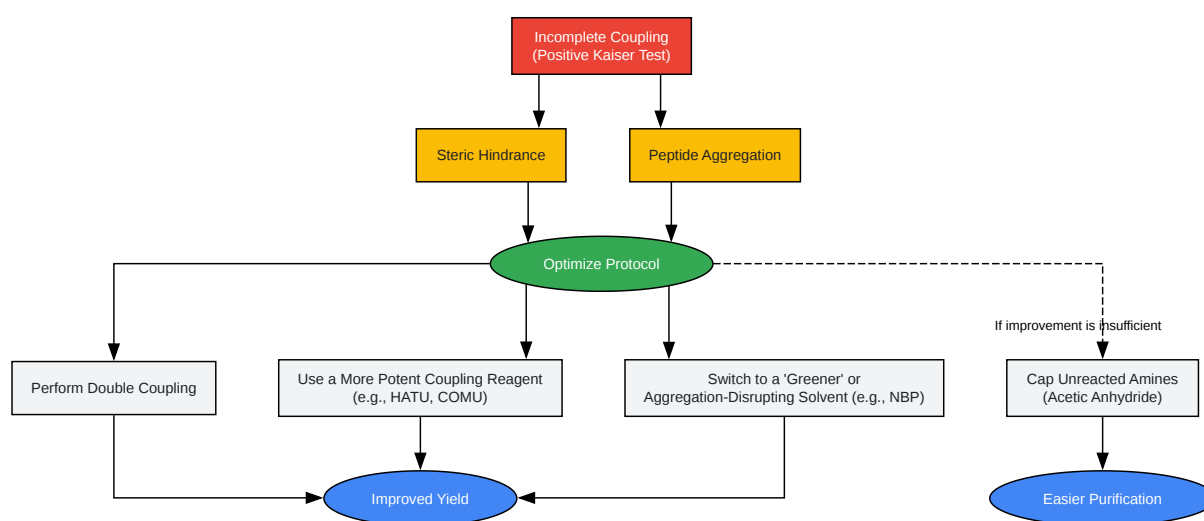 Incomplete Coupling
(Positive Kaiser Test)
Steric Hindrance
Peptide Aggregation
Optimize Protocol
If improvement is insufficient
Perform Double Coupling
Use a More Potent Coupling Reagent
(e.g., HATU, COMU)
Switch to a 'Greener' or
Aggregation-Disrupting Solvent (e.g., NBP)
Cap Unreacted Amines
(Acetic Anhydride)
Improved Yield
Easier Purification